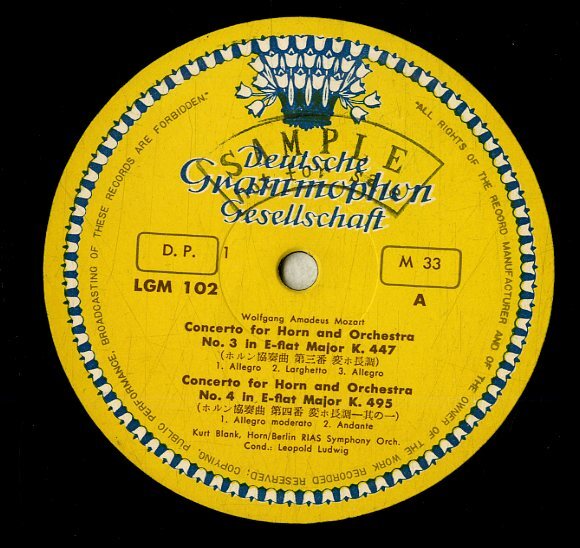 SAMPLE
NOT FOR SALE
Deutsche
Grammophon
Gesellschaft
D. P.
1
M 33
LGM 102
A
Wolfgang Amadeus Mozart
Concerto for Horn and Orchestra
No. 3 in E-flat Major K. 447
(ホルン協奏曲 第三番 変ホ長調)
1. Allegro 2. Larghetto 3. Allegro
Concerto for Horn and Orchestra
No. 4 in E-flat Major K. 495
(ホルン協奏曲 第四番 変ホ長調—其の一)
1. Allegro moderato 2. Andante
Kurt Blank, Horn/Berlin RIAS Symphony Orch.
Cond.: Leopold Ludwig
"ALL RIGHTS OF THE RECORD MANUFACTURER AND OF THE OWNER OF THE WORK RECORDED RESERVED; COPYING, PUBLIC PERFORMANCE, BROADCASTING OF THESE RECORDS ARE FORBIDDEN."